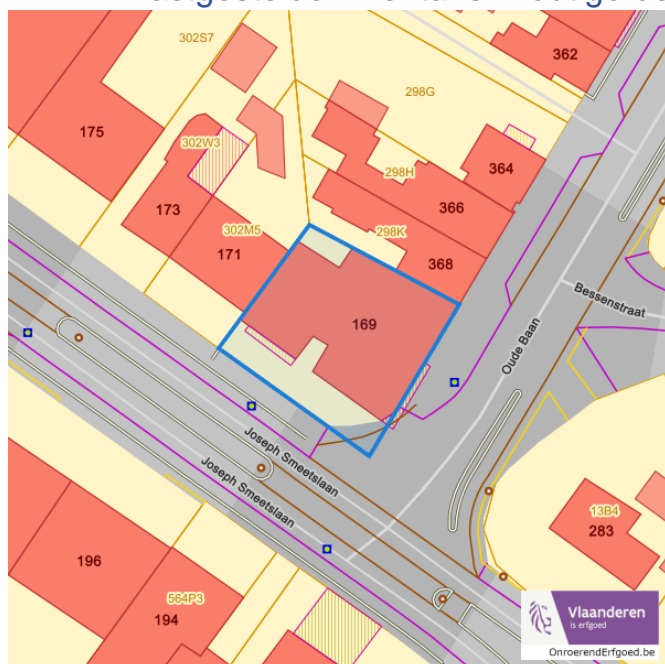 302S7
362
298G
175
302W3
364
298H
366
173
302M5
298K
171
368
169
Bessenstraat
Oude Baan
Joseph Smeetslaan
Joseph Smeetslaan
13B4
283
196
564P3
194
Vlaanderen
is erfgoed
OnroerendErfgoed.be